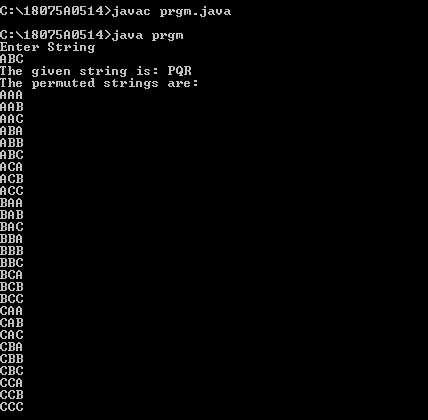 C:\18075A0514>javac prgm.java
C:\18075A0514>java prgm
Enter String
ABC
The given string is: PQR
The permuted strings are:
AAA
AAB
AAC
ABA
ABB
ABC
ACA
ACB
ACC
BAA
BAB
BAC
BBA
BBB
BBC
BCA
BCB
BCC
CAA
CAB
CAC
CBA
CBB
CBC
CCA
CCB
CCC